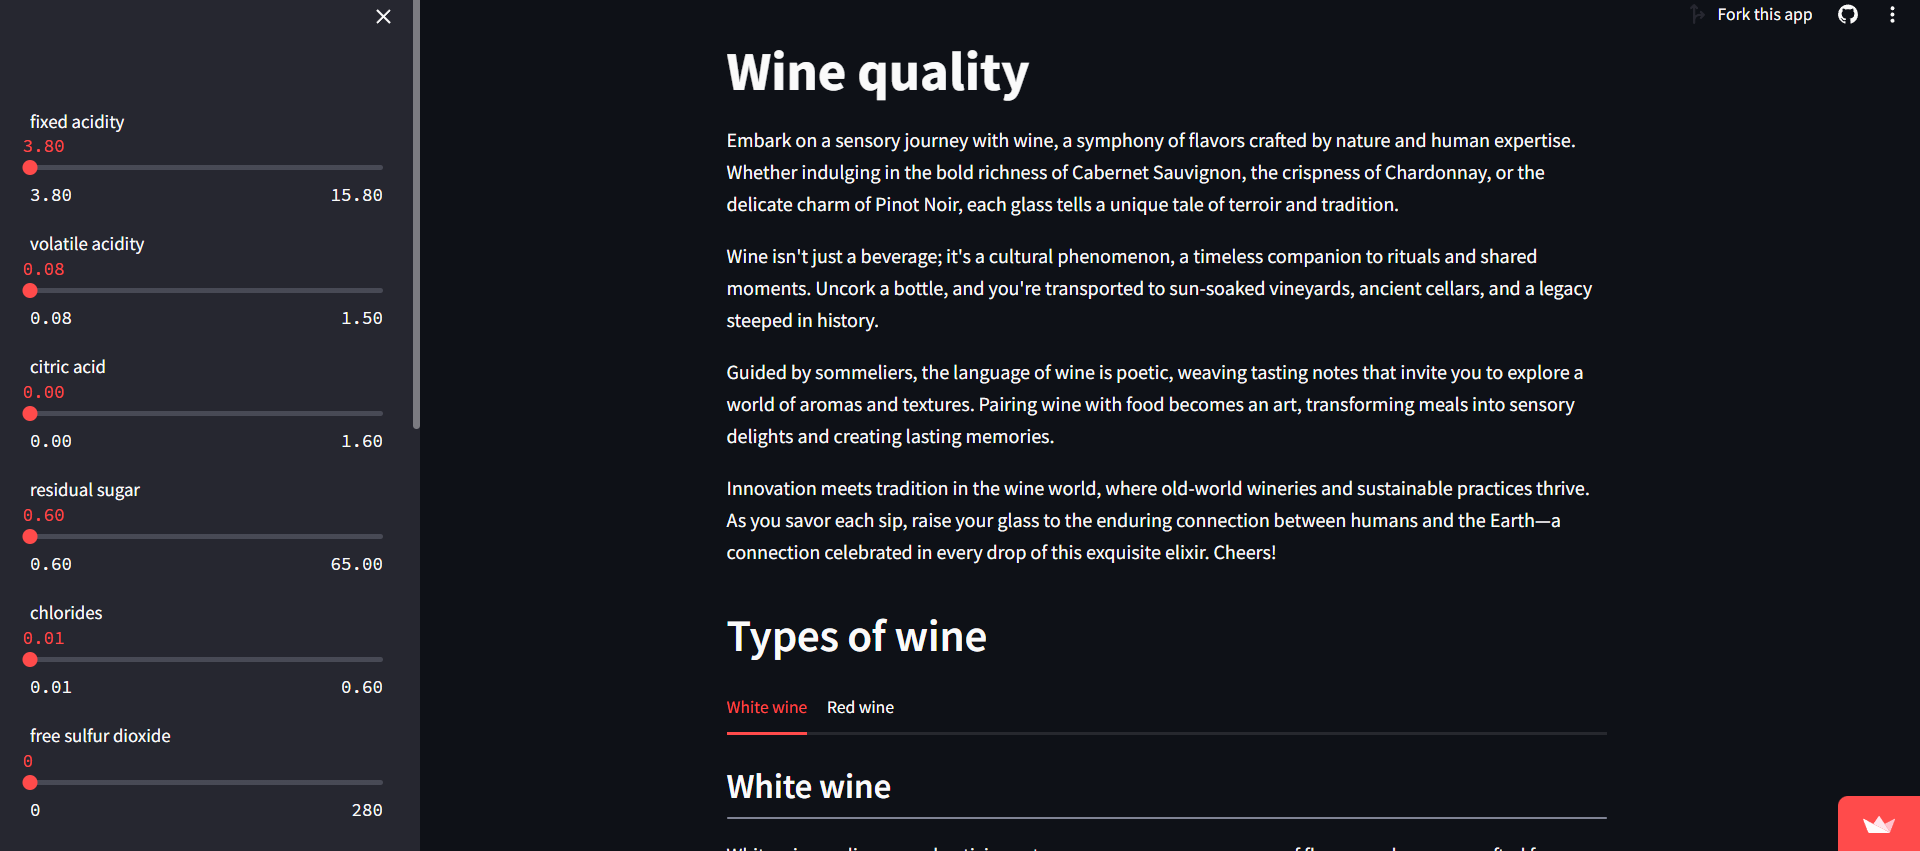 fixed acidity
3.80
3.80 15.80
volatile acidity
0.08
0.08 1.50
citric acid
0.00
0.00 1.60
residual sugar
0.60
0.60 65.00
chlorides
0.01
0.01 0.60
free sulfur dioxide
0
0 280
Fork this app
Wine quality
Embark on a sensory journey with wine, a symphony of flavors crafted by nature and human expertise.
Whether indulging in the bold richness of Cabernet Sauvignon, the crispness of Chardonnay, or the
delicate charm of Pinot Noir, each glass tells a unique tale of terroir and tradition.
Wine isn't just a beverage; it's a cultural phenomenon, a timeless companion to rituals and shared
moments. Uncork a bottle, and you're transported to sun-soaked vineyards, ancient cellars, and a legacy
steeped in history.
Guided by sommeliers, the language of wine is poetic, weaving tasting notes that invite you to explore a
world of aromas and textures. Pairing wine with food becomes an art, transforming meals into sensory
delights and creating lasting memories.
Innovation meets tradition in the wine world, where old-world wineries and sustainable practices thrive.
As you savor each sip, raise your glass to the enduring connection between humans and the Earth—a
connection celebrated in every drop of this exquisite elixir. Cheers!
Types of wine
White wine Red wine
White wine